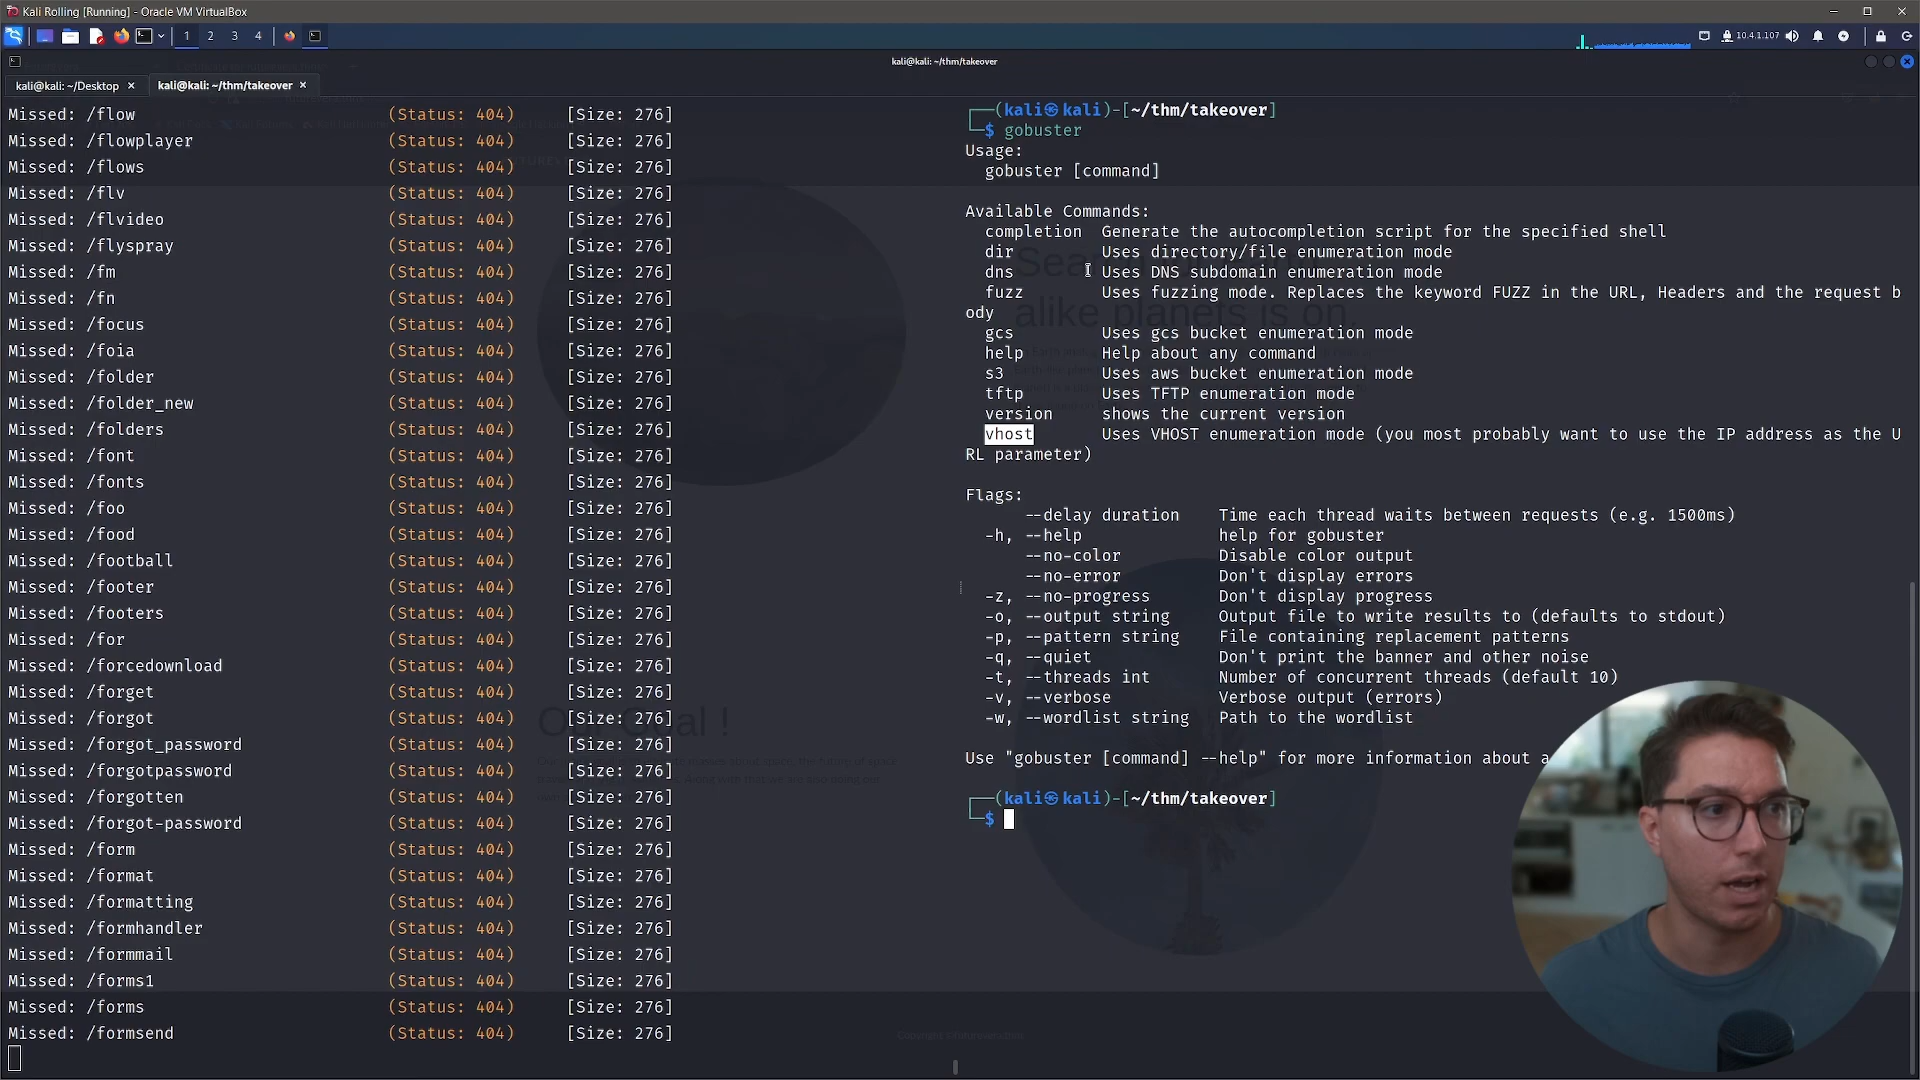 Kali Rolling [Running] - Oracle VM VirtualBox
1 2 3 4
10.4.1.107
kali@kali: ~/thm/takeover
kali@kali: ~/Desktop ×
kali@kali: ~/thm/takeover ×
Missed: /flow (Status: 404) [Size: 276]
Missed: /flowplayer (Status: 404) [Size: 276]
Missed: /flows (Status: 404) [Size: 276]
Missed: /flv (Status: 404) [Size: 276]
Missed: /flvideo (Status: 404) [Size: 276]
Missed: /flyspray (Status: 404) [Size: 276]
Missed: /fm (Status: 404) [Size: 276]
Missed: /fn (Status: 404) [Size: 276]
Missed: /focus (Status: 404) [Size: 276]
Missed: /foia (Status: 404) [Size: 276]
Missed: /folder (Status: 404) [Size: 276]
Missed: /folder_new (Status: 404) [Size: 276]
Missed: /folders (Status: 404) [Size: 276]
Missed: /font (Status: 404) [Size: 276]
Missed: /fonts (Status: 404) [Size: 276]
Missed: /foo (Status: 404) [Size: 276]
Missed: /food (Status: 404) [Size: 276]
Missed: /football (Status: 404) [Size: 276]
Missed: /footer (Status: 404) [Size: 276]
Missed: /footers (Status: 404) [Size: 276]
Missed: /for (Status: 404) [Size: 276]
Missed: /forcedownload (Status: 404) [Size: 276]
Missed: /forget (Status: 404) [Size: 276]
Missed: /forgot (Status: 404) [Size: 276]
Missed: /forgot_password (Status: 404) [Size: 276]
Missed: /forgotpassword (Status: 404) [Size: 276]
Missed: /forgotten (Status: 404) [Size: 276]
Missed: /forgot-password (Status: 404) [Size: 276]
Missed: /form (Status: 404) [Size: 276]
Missed: /format (Status: 404) [Size: 276]
Missed: /formatting (Status: 404) [Size: 276]
Missed: /formhandler (Status: 404) [Size: 276]
Missed: /formmail (Status: 404) [Size: 276]
Missed: /forms1 (Status: 404) [Size: 276]
Missed: /forms (Status: 404) [Size: 276]
Missed: /formsend (Status: 404) [Size: 276]
(kali㉿kali)-[~/thm/takeover]
$ gobuster
Usage:
gobuster [command]
Available Commands:
completion Generate the autocompletion script for the specified shell
dir Uses directory/file enumeration mode
dns Uses DNS subdomain enumeration mode
fuzz Uses fuzzing mode. Replaces the keyword FUZZ in the URL, Headers and the request b
ody
gcs Uses gcs bucket enumeration mode
help Help about any command
s3 Uses aws bucket enumeration mode
tftp Uses TFTP enumeration mode
version shows the current version
vhost Uses VHOST enumeration mode (you most probably want to use the IP address as the U
RL parameter)
Flags:
--delay duration Time each thread waits between requests (e.g. 1500ms)
-h, --help help for gobuster
--no-color Disable color output
--no-error Don't display errors
-z, --no-progress Don't display progress
-o, --output string Output file to write results to (defaults to stdout)
-p, --pattern string File containing replacement patterns
-q, --quiet Don't print the banner and other noise
-t, --threads int Number of concurrent threads (default 10)
-v, --verbose Verbose output (errors)
-w, --wordlist string Path to the wordlist
Use "gobuster [command] --help" for more information about a
(kali㉿kali)-[~/thm/takeover]
$
alike planets is on
Our Goal !